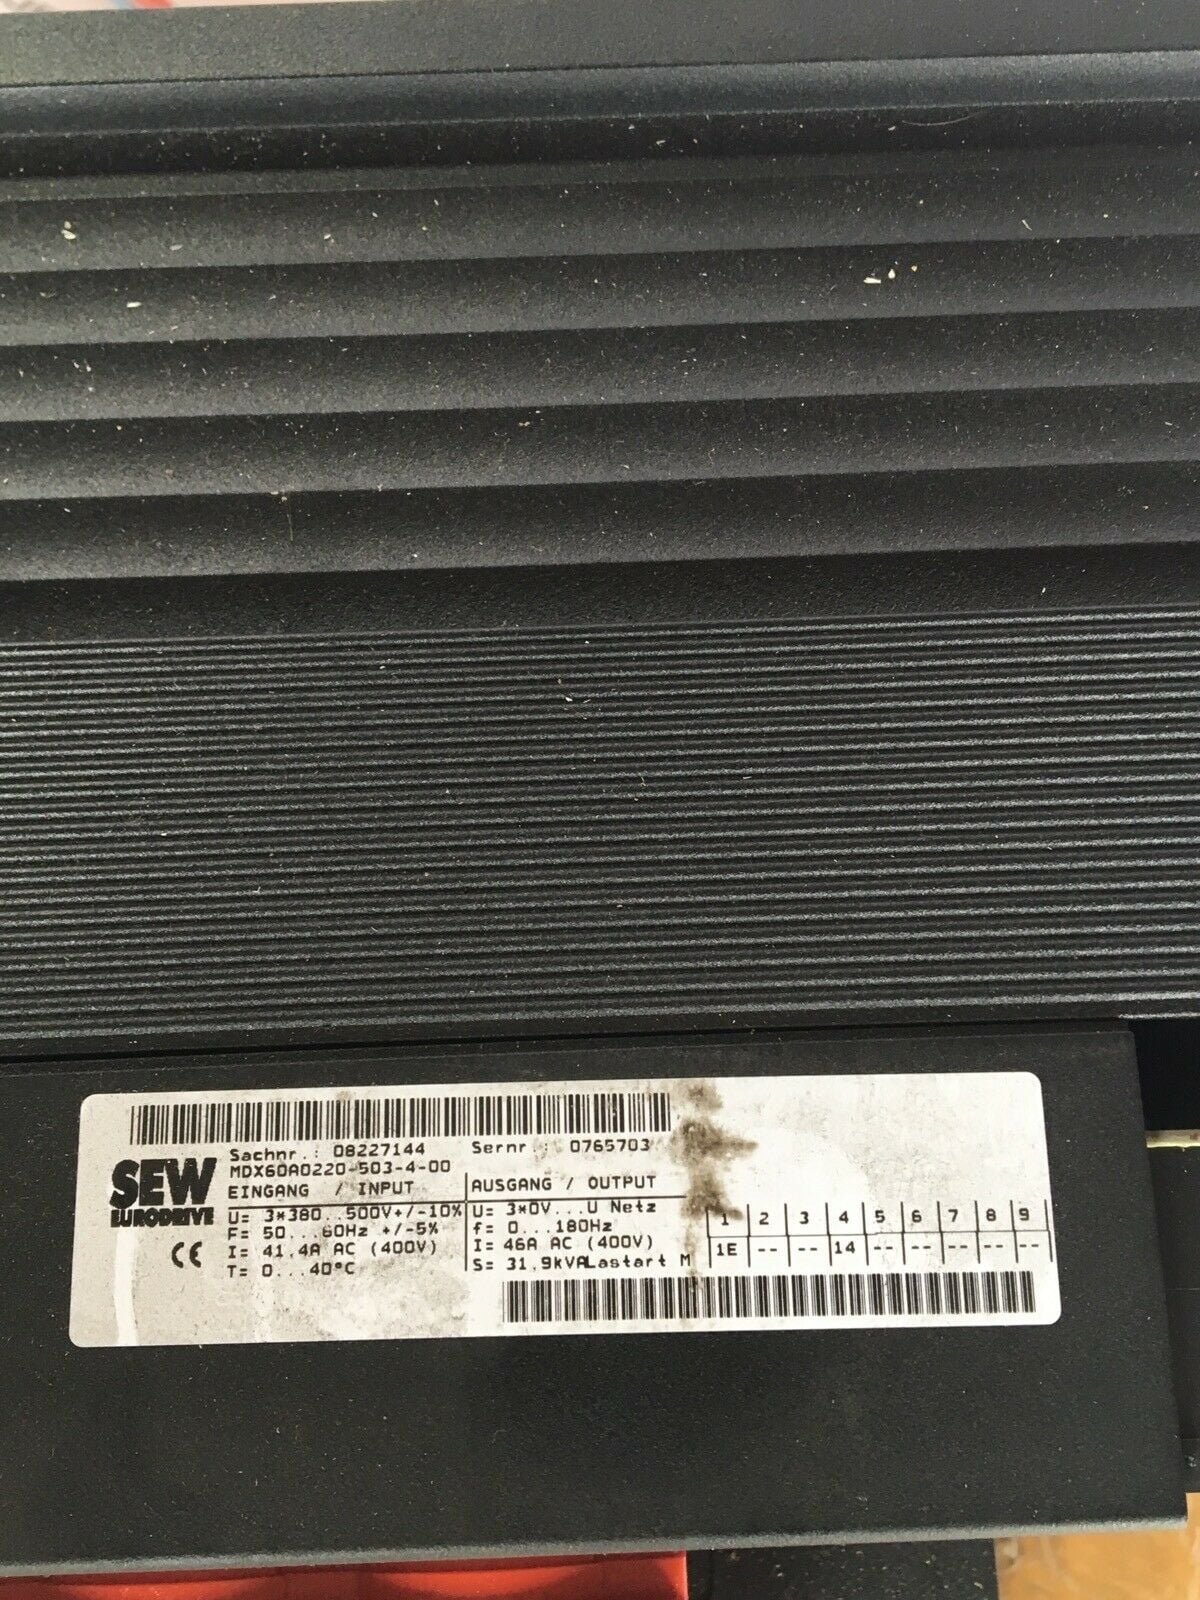 Sachnr.: 08227144 Sernr.: 0765703
MDX60A0220-503-4-00
SEW
EURODRIVE
EINGANG / INPUT
U= 3*380...500V+/-10%
F= 50...60Hz +/-5%
I= 41.4A AC (400V)
T= 0...40°C
CE
AUSGANG / OUTPUT
U= 3*0V...U Netz
f= 0...180Hz
I= 46A AC (400V)
S= 31.9kVALastart M
1 2 3 4 5 6 7 8 9
1E -- -- 14 -- -- -- -- --